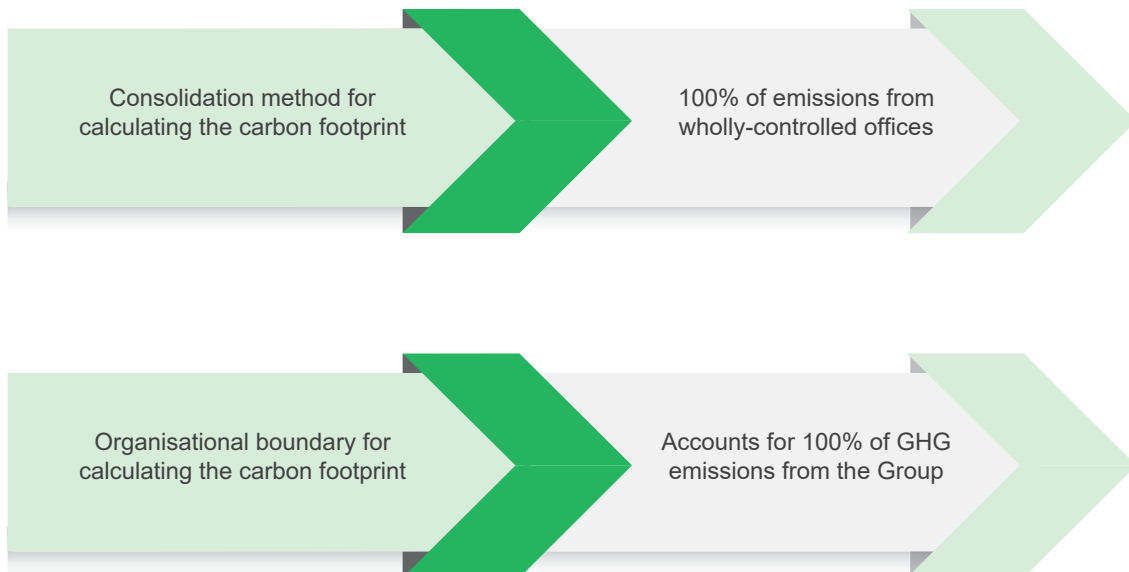 Consolidation method for
calculating the carbon footprint
100% of emissions from
wholly-controlled offices
Organisational boundary for
calculating the carbon footprint
Accounts for 100% of GHG
emissions from the Group